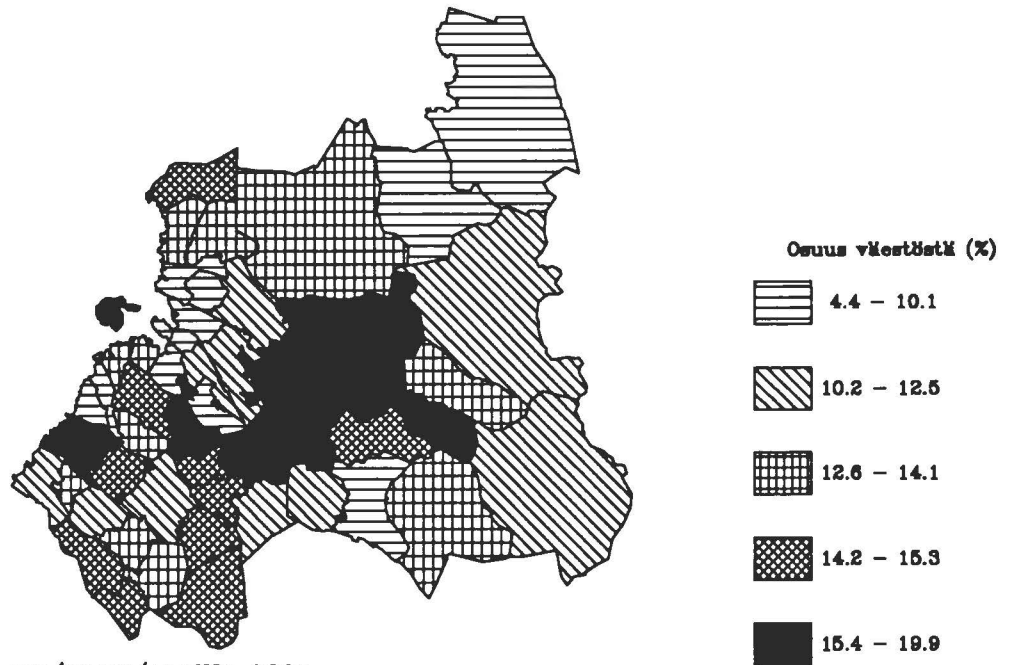 Osuus väestöstä (%)
4.4 – 10.1
10.2 – 12.5
12.6 – 14.1
14.2 – 15.3
15.4 – 19.9